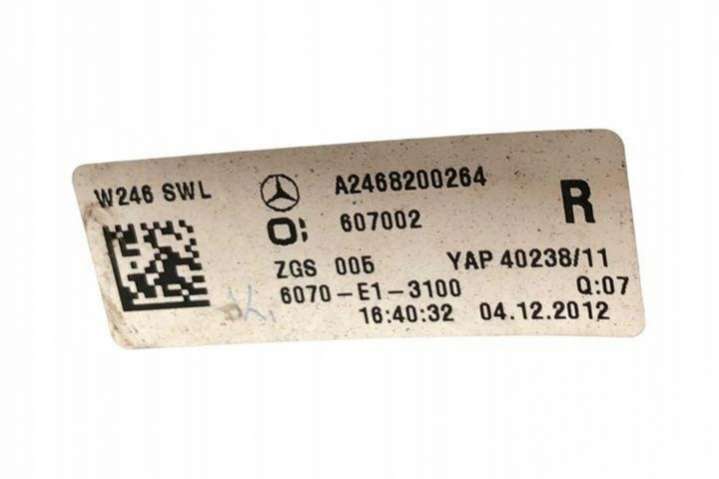 W246 SWL A2468200264 R
607002
ZGS 005 YAP 40238/11
6070-E1-3100 Q:07
16:40:32 04.12.2012